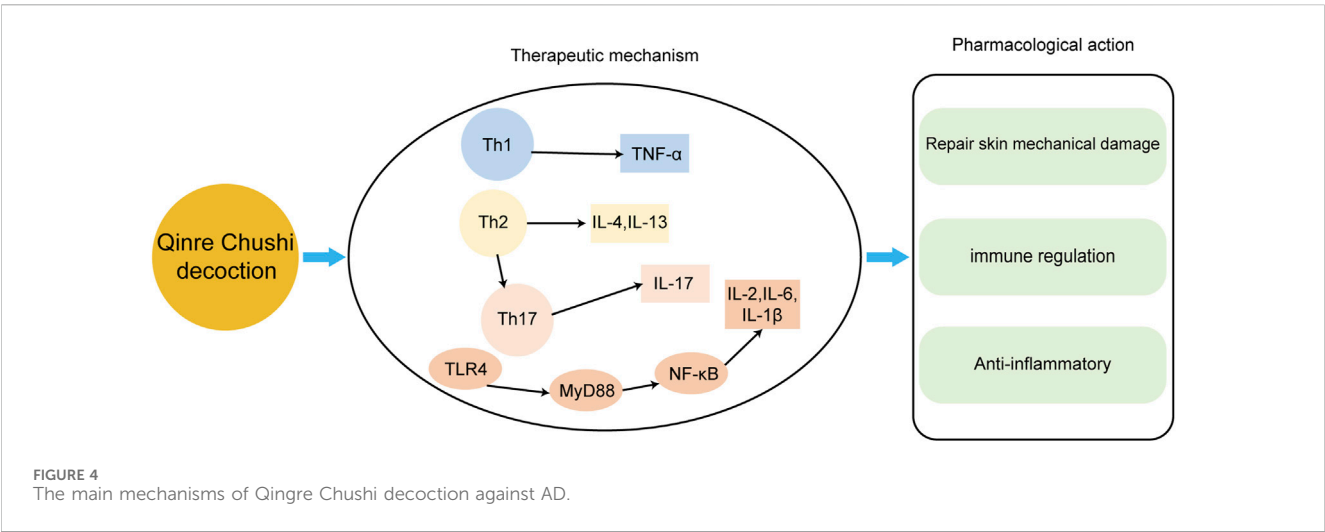 Therapeutic mechanism
Pharmacological action
Qinre Chushi
decoction
Th1
TNF-α
Th2
IL-4,IL-13
Th17
IL-17
IL-2,IL-6,
IL-1β
TLR4
MyD88
NF-κB
Repair skin mechanical damage
immune regulation
Anti-inflammatory
FIGURE 4
The main mechanisms of Qingre Chushi decoction against AD.